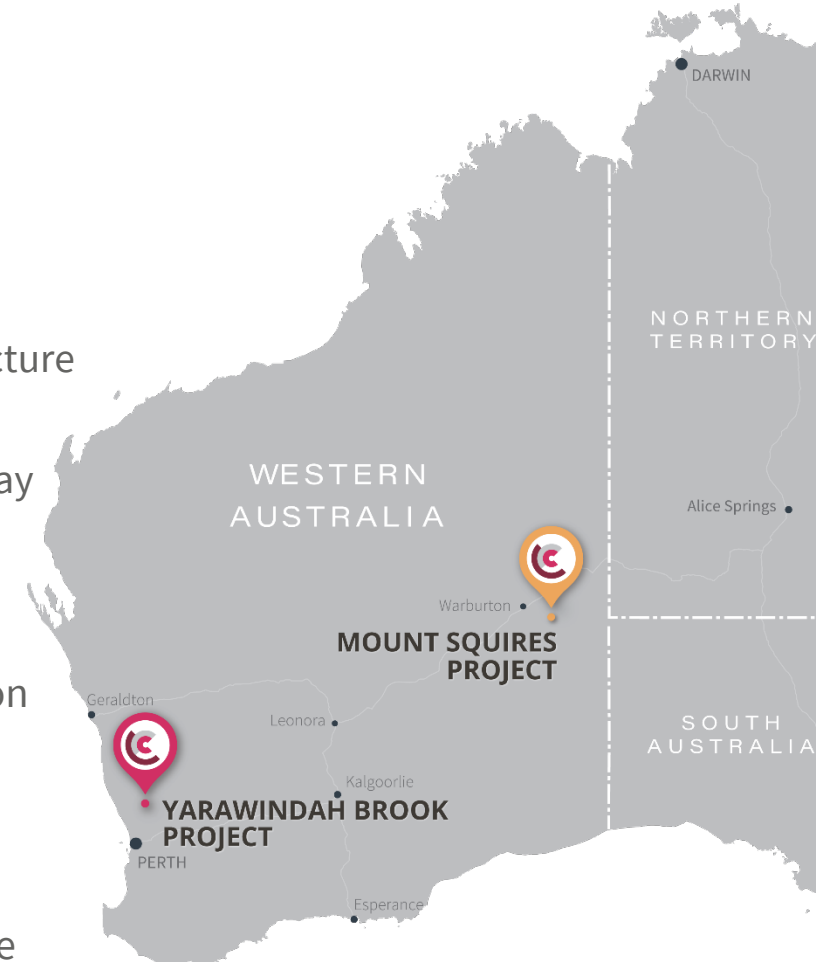 DARWIN
NORTHERN
TERRITORY
WESTERN
AUSTRALIA
Alice Springs
Warburton
MOUNT SQUIRES
PROJECT
Geraldton
Leonora
SOUTH
AUSTRALIA
Kalgoorlie
YARAWINDAH BROOK
PROJECT
PERTH
Esperance
cture
ay
on
e